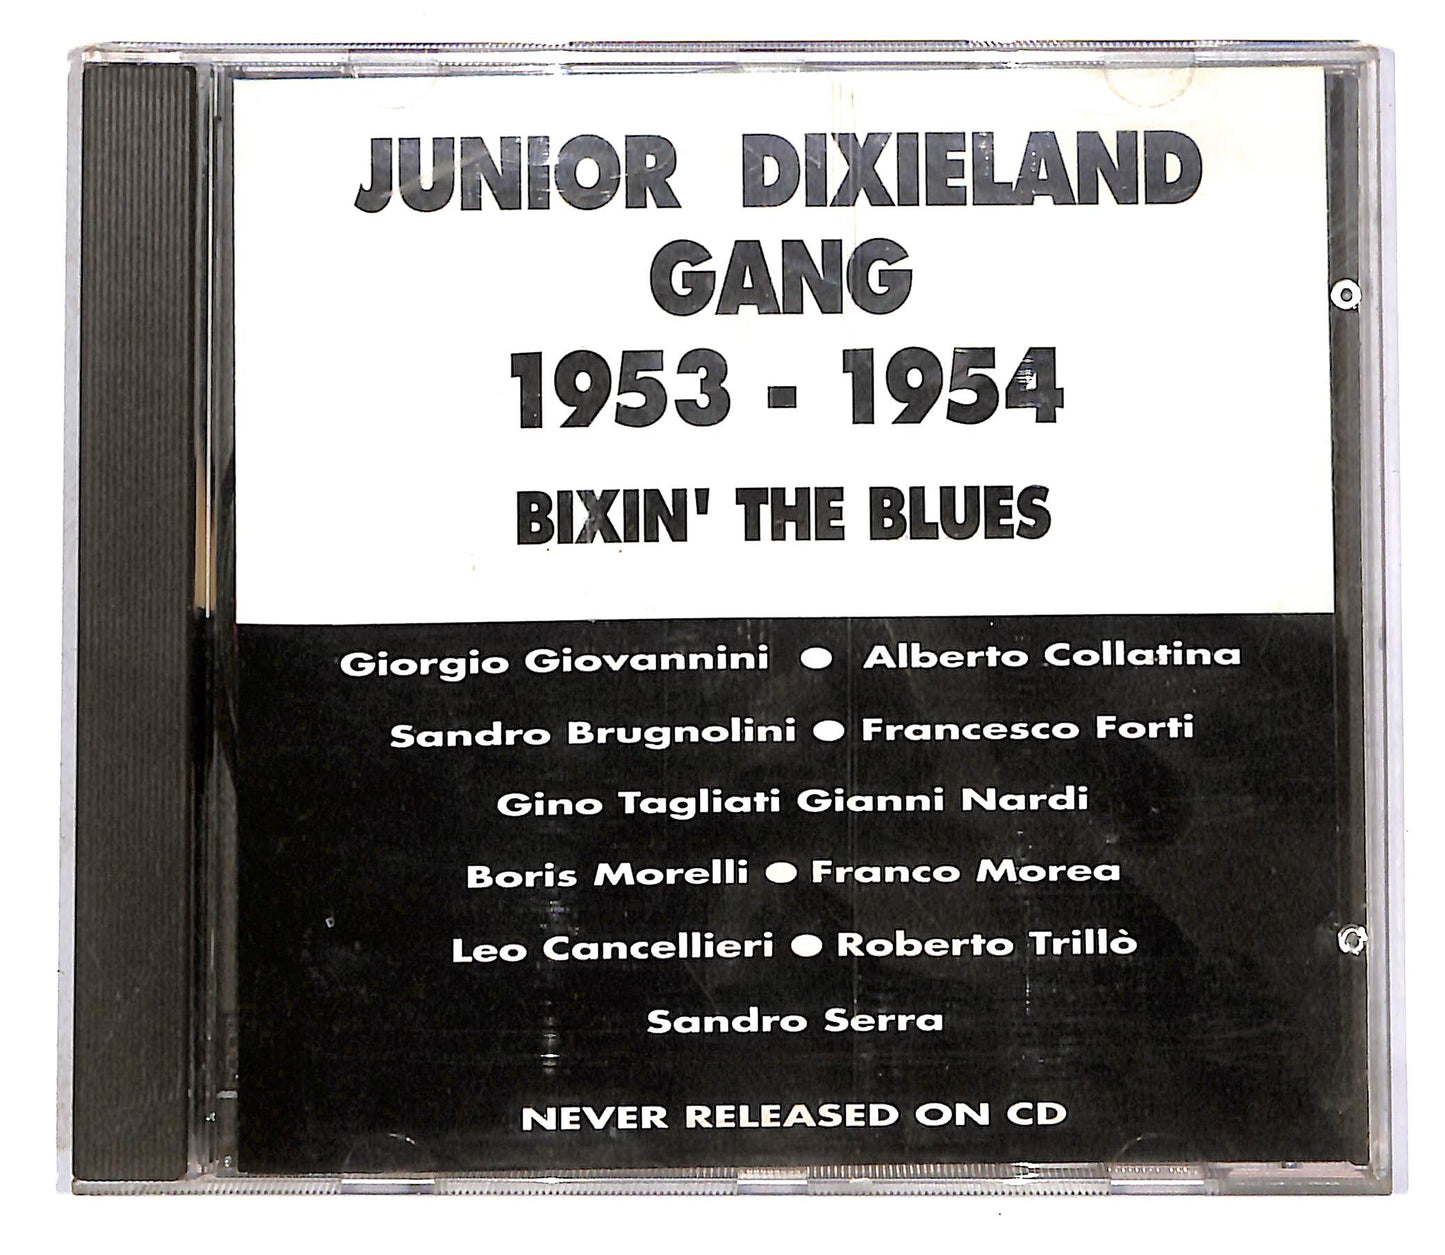 JUNIOR DIXIELAND
GANG
1953 - 1954
BIXIN' THE BLUES
Giorgio Giovannini ● Alberto Collatina
Sandro Brugnolini ● Francesco Forti
Gino Tagliati Gianni Nardi
Boris Morelli ● Franco Morea
Leo Cancellieri ● Roberto Trillò
Sandro Serra
NEVER RELEASED ON CD